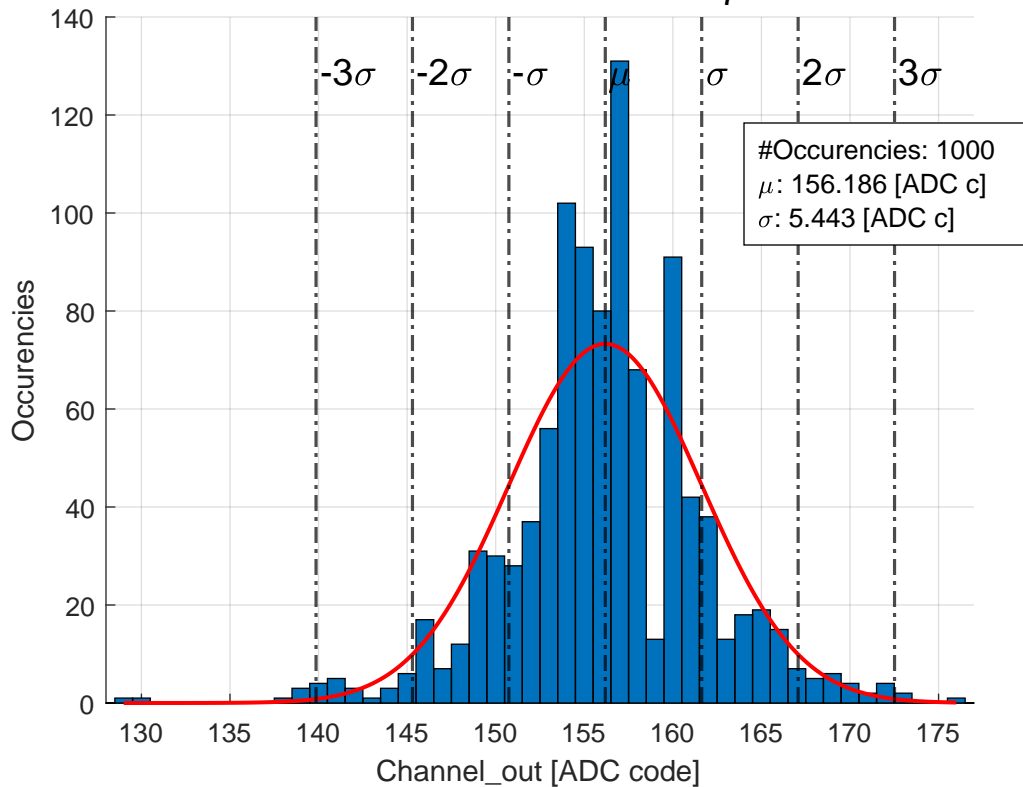 140
120
100
80
60
40
20
0
Occurencies
-3σ
-2σ
-σ
μ
σ
2σ
3σ
#Occurencies: 1000
μ: 156.186 [ADC c]
σ: 5.443 [ADC c]
130
135
140
145
150
155
160
165
170
175
Channel_out [ADC code]